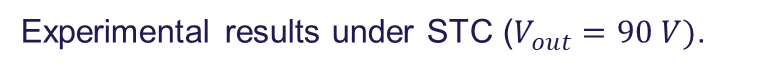 Experimental results under STC (V_out = 90 V).